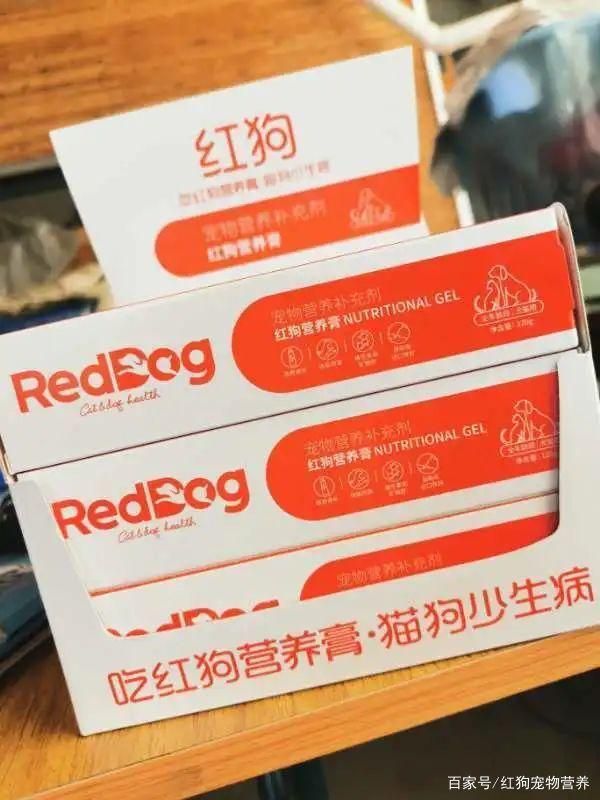 红狗
吃红狗营养膏 猫狗少生病
宠物营养补充剂
红狗营养膏
RedDog
Cat & dog health
宠物营养补充剂
红狗营养膏 NUTRITIONAL GEL
净含量:120g
RedDog
Cat & dog health
宠物营养补充剂
红狗营养膏 NUTRITIONAL GEL
宠物营养补充剂
吃红狗营养膏·猫狗少生病
百家号/红狗宠物营养